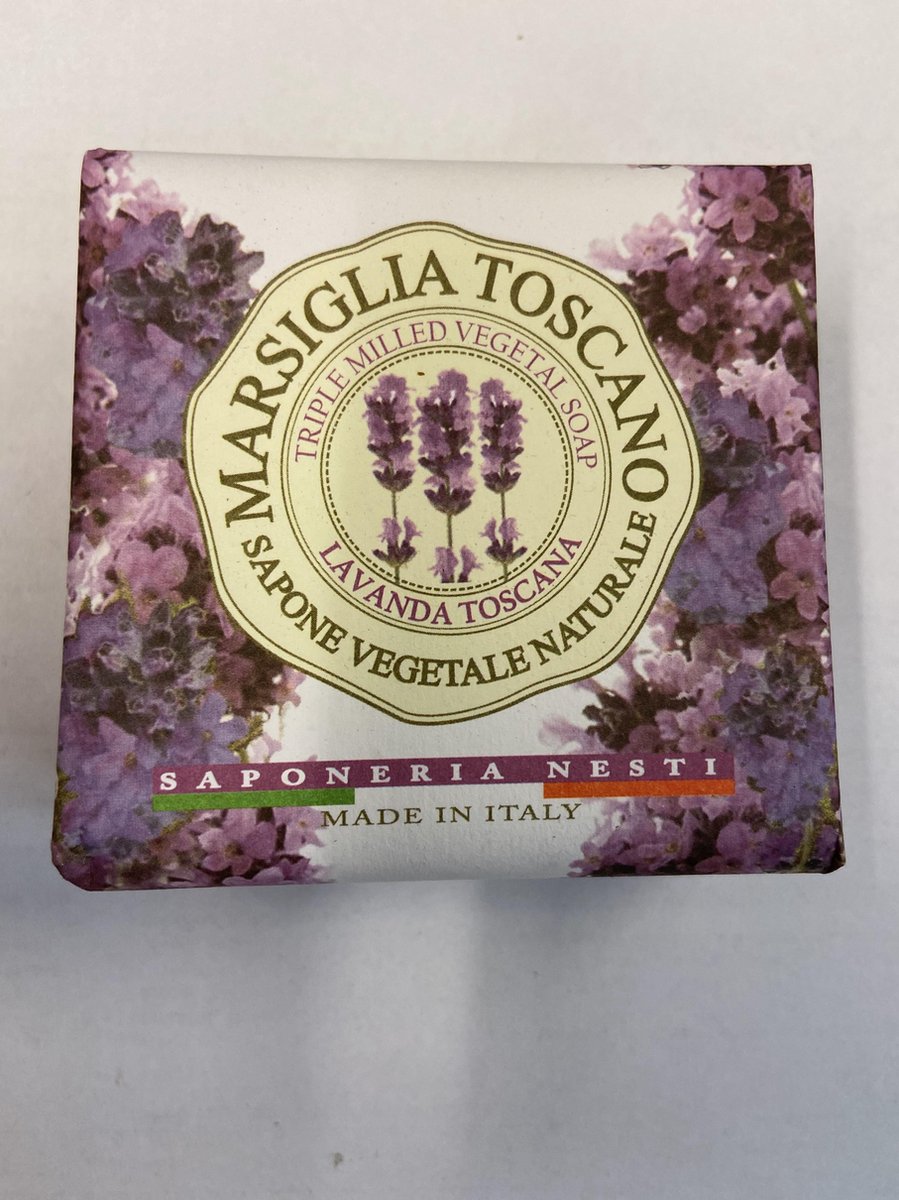 MARSIGLIA TOSCANO
TRIPLE MILLED VEGETAL SOAP
LAVANDA TOSCANA
SAPONE VEGETALE NATURALE
SAPONERIA NESTI
MADE IN ITALY